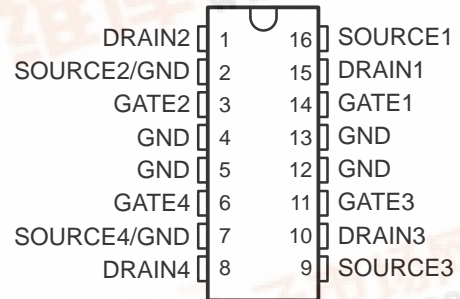 DRAIN2 1 16 SOURCE1
SOURCE2/GND 2 15 DRAIN1
GATE2 3 14 GATE1
GND 4 13 GND
GND 5 12 GND
GATE4 6 11 GATE3
SOURCE4/GND 7 10 DRAIN3
DRAIN4 8 9 SOURCE3